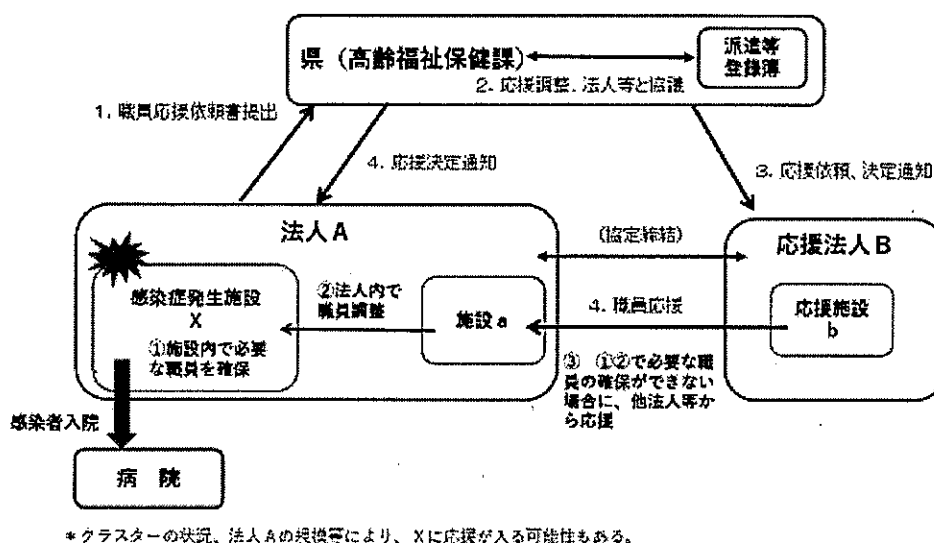 県（高齢福祉保健課）
派遣等
登録簿
2. 応援調整、法人等と協議
1. 職員応援依頼書提出
4. 応援決定通知
3. 応援依頼、決定通知
法人A
(協定締結)
応援法人B
感染症発生施設
X
①施設内で必要
な職員を確保
②法人内で
職員調整
施設a
4. 職員応援
応援施設
b
③　①②で必要な職
員の確保ができない
場合に、他法人等か
ら応援
感染者入院
病　院
*クラスターの状況、法人Aの規模等により、Xに応援が入る可能性もある。